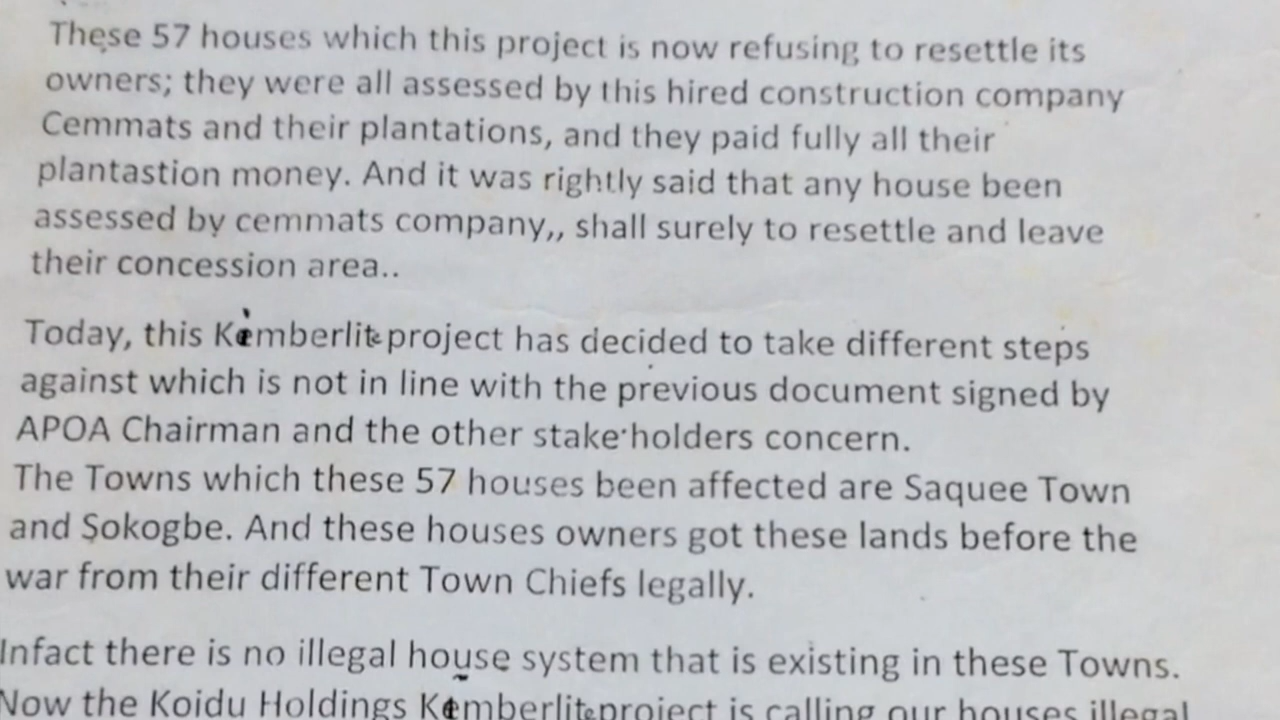 These 57 houses which this project is now refusing to resettle its
owners; they were all assessed by this hired construction company
Cemmats and their plantations, and they paid fully all their
plantastion money. And it was rightly said that any house been
assessed by cemmats company,, shall surely to resettle and leave
their concession area..
Today, this Kemberlite project has decided to take different steps
against which is not in line with the previous document signed by
APOA Chairman and the other stake holders concern.
The Towns which these 57 houses been affected are Saquee Town
and Sokogbe. And these houses owners got these lands before the
war from their different Town Chiefs legally.
Infact there is no illegal house system that is existing in these Towns.
Now the Koidu Holdings Kemberlite project is calling our houses illegal